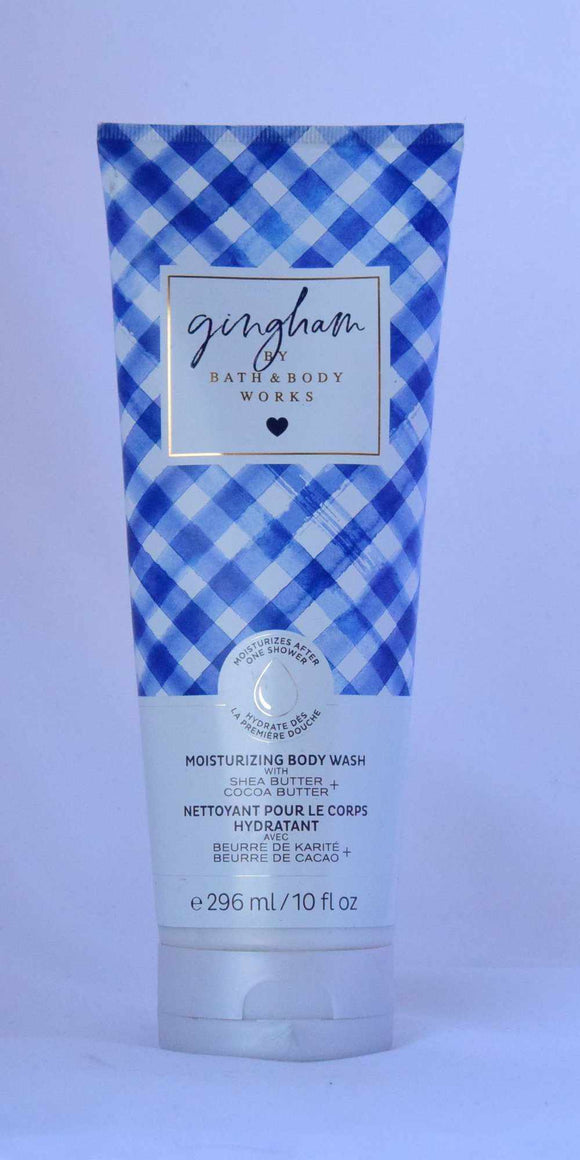 gingham
BY
BATH & BODY
WORKS
MOISTURIZES AFTER
ONE SHOWER
HYDRATE DÈS
LA PREMIÈRE DOUCHE
MOISTURIZING BODY WASH
WITH
SHEA BUTTER +
COCOA BUTTER
NETTOYANT POUR LE CORPS
HYDRATANT
AVEC
BEURRE DE KARITÉ +
BEURRE DE CACAO
e 296 ml / 10 fl oz